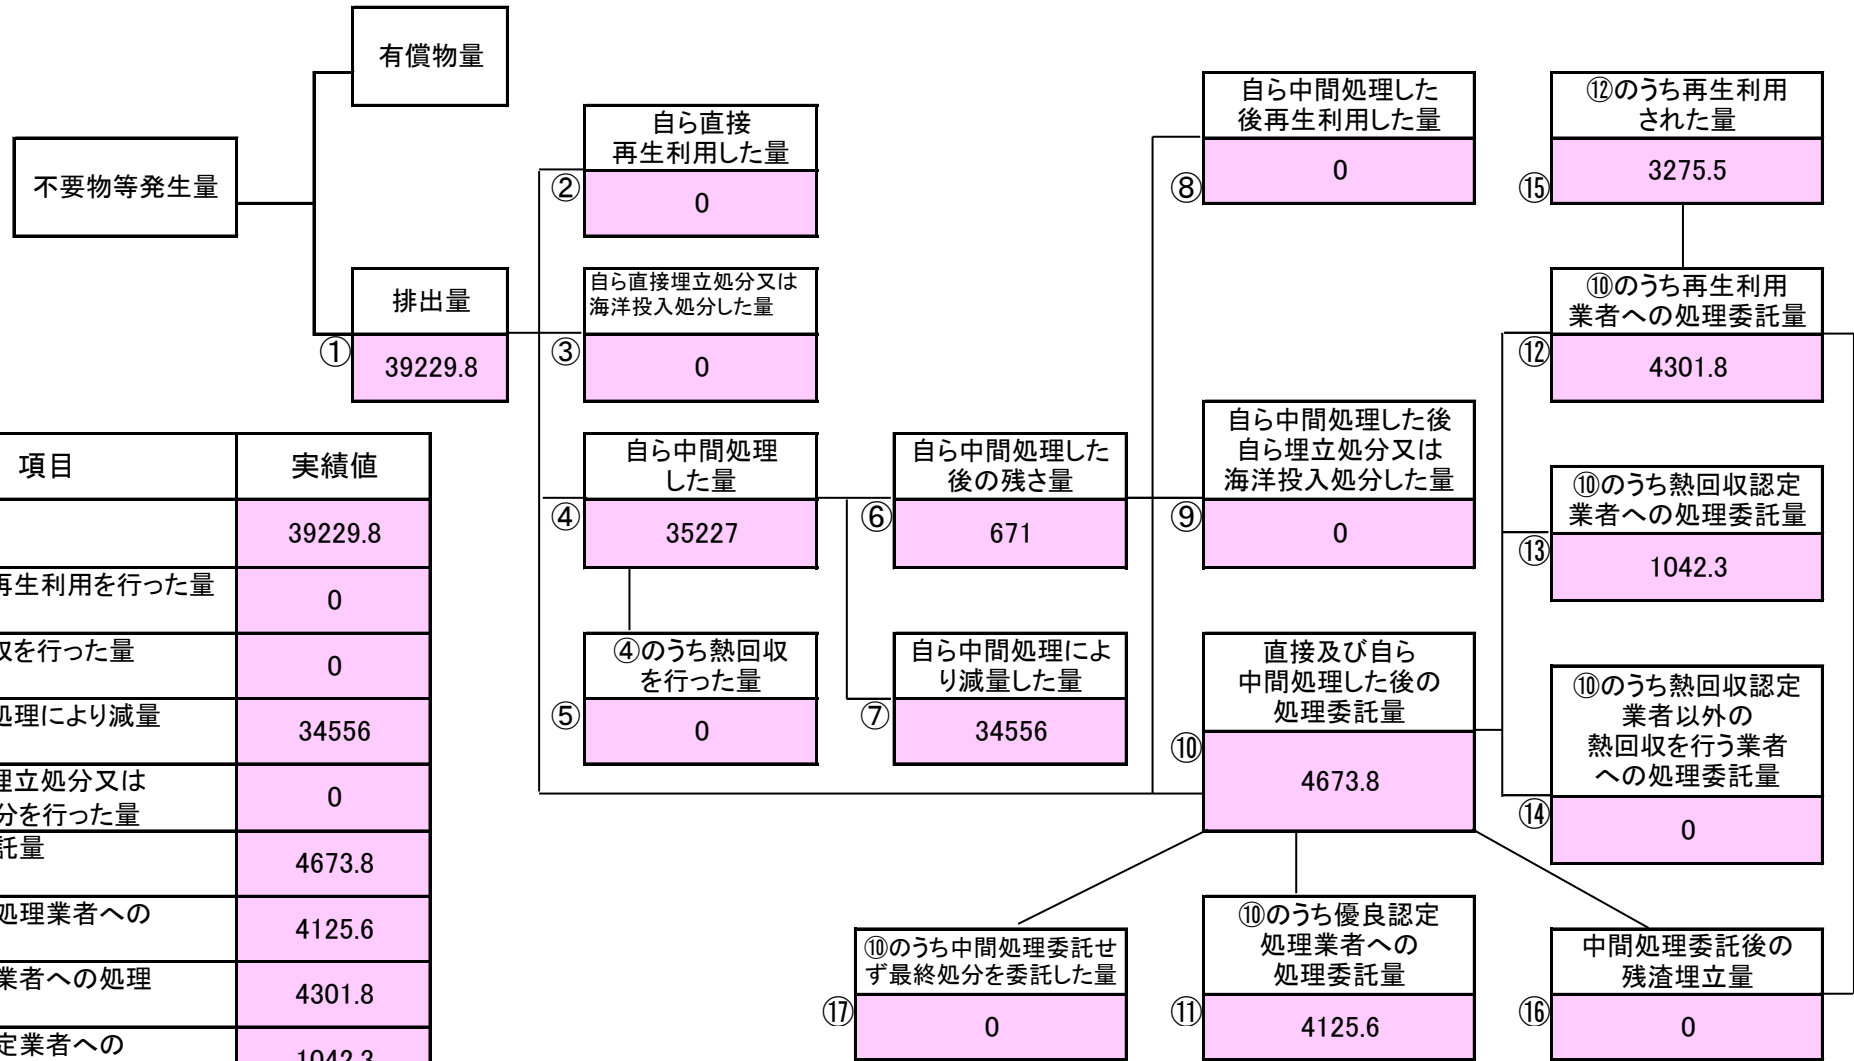 有償物量
不要物等発生量
排出量
①
39229.8
自ら直接
再生利用した量
②
0
自ら直接埋立処分又は
海洋投入処分した量
③
0
自ら中間処理
した量
④
35227
④のうち熱回収
を行った量
⑤
0
自ら中間処理した
後の残さ量
⑥
671
自ら中間処理によ
り減量した量
⑦
34556
自ら中間処理した
後再生利用した量
⑧
0
自ら中間処理した後
自ら埋立処分又は
海洋投入処分した量
⑨
0
直接及び自ら
中間処理した後の
処理委託量
⑩
4673.8
⑫のうち再生利用
された量
⑮
3275.5
⑩のうち再生利用
業者への処理委託量
⑫
4301.8
⑩のうち熱回収認定
業者への処理委託量
⑬
1042.3
⑩のうち熱回収認定
業者以外の
熱回収を行う業者
への処理委託量
⑭
0
⑩のうち中間処理委託せ
ず最終処分を委託した量
⑰
0
⑩のうち優良認定
処理業者への
処理委託量
⑪
4125.6
中間処理委託後の
残渣埋立量
⑯
0
項目 実績値
39229.8
再生利用を行った量
0
を行った量
0
処理により減量
34556
埋立処分又は
分を行った量
0
託量
4673.8
処理業者への
4125.6
業者への処理
4301.8
定業者への
1042.3